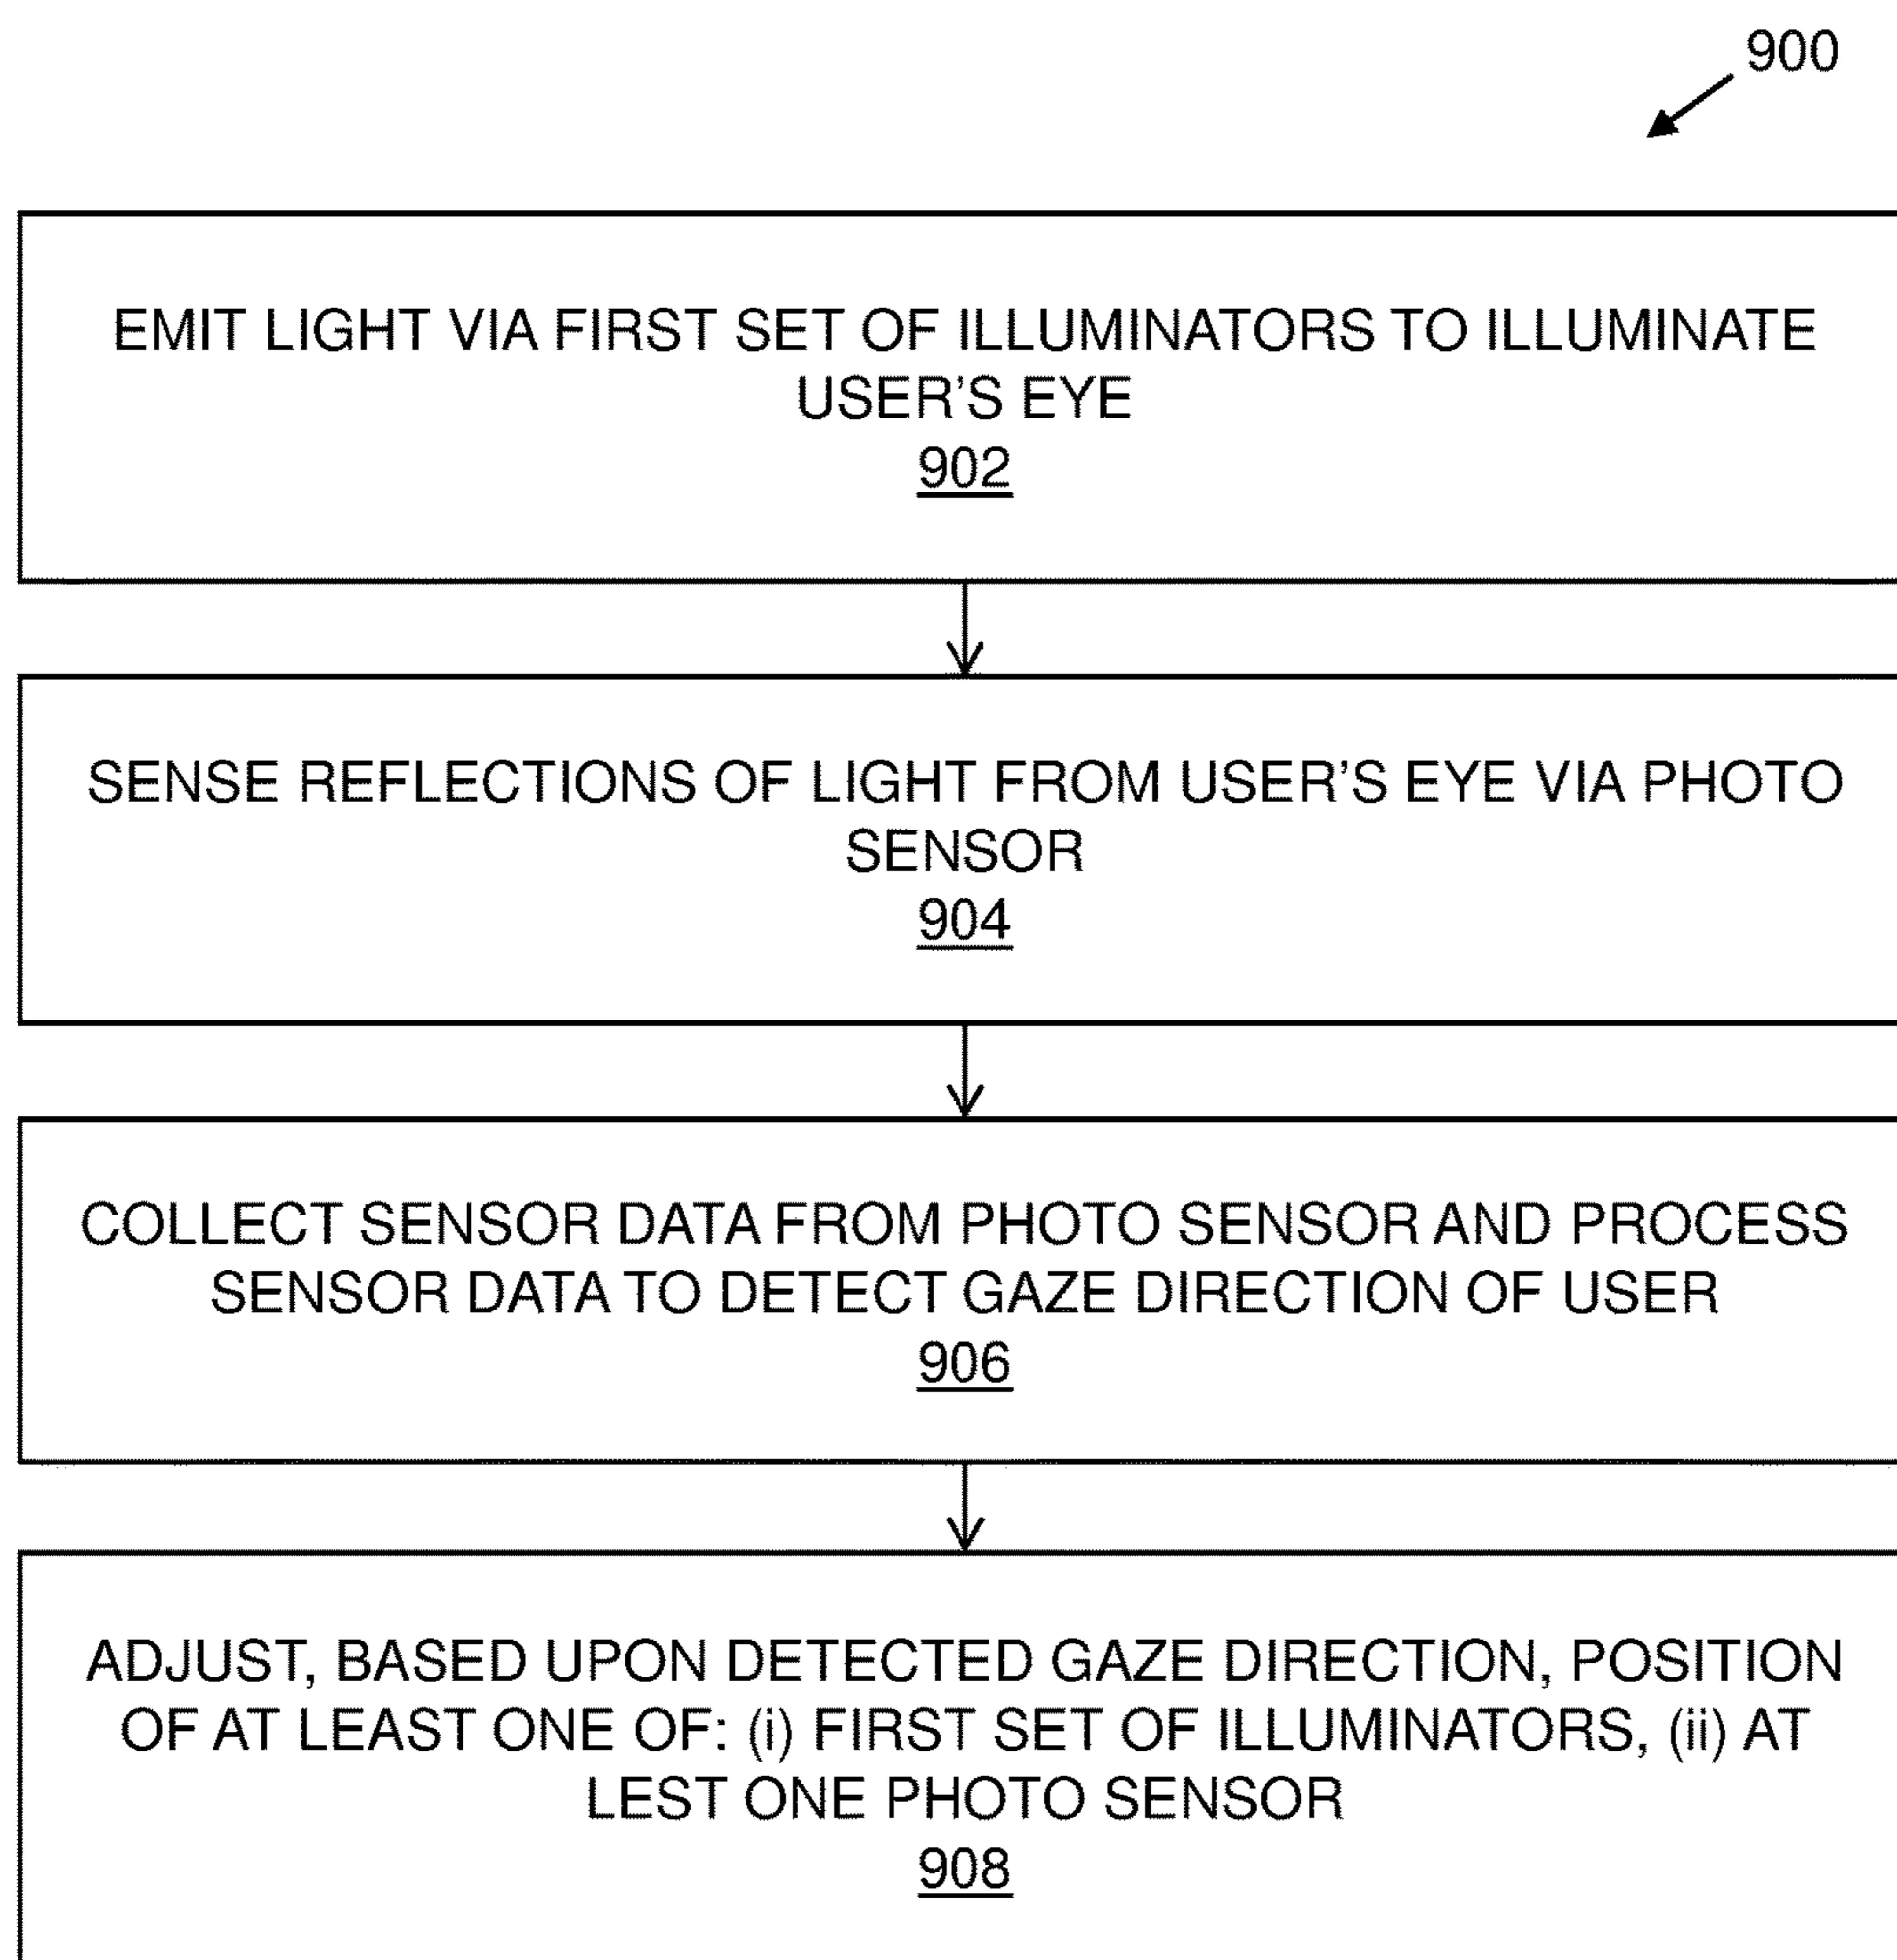 900
EMIT LIGHT VIA FIRST SET OF ILLUMINATORS TO ILLUMINATE
USER'S EYE
902
SENSE REFLECTIONS OF LIGHT FROM USER'S EYE VIA PHOTO
SENSOR
904
COLLECT SENSOR DATA FROM PHOTO SENSOR AND PROCESS
SENSOR DATA TO DETECT GAZE DIRECTION OF USER
906
ADJUST, BASED UPON DETECTED GAZE DIRECTION, POSITION
OF AT LEAST ONE OF: (i) FIRST SET OF ILLUMINATORS, (ii) AT
LEST ONE PHOTO SENSOR
908